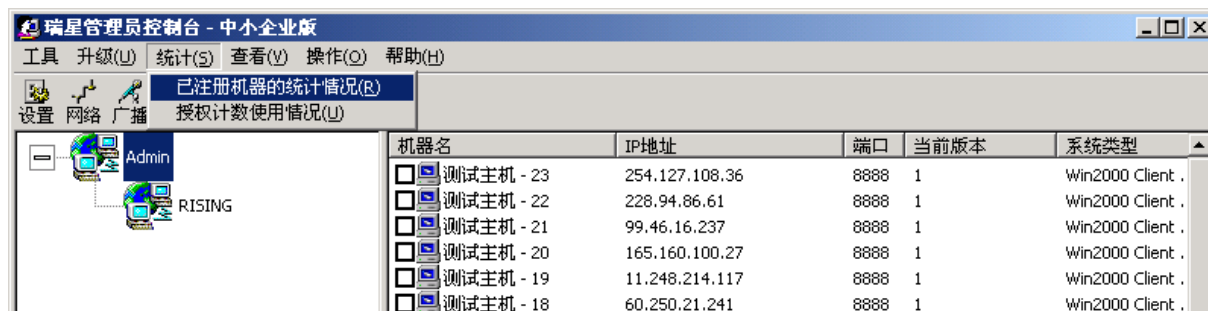 瑞星管理员控制台 - 中小企业版
工具 升级(U) 统计(S) 查看(V) 操作(O) 帮助(H)
已注册机器的统计情况(R)
授权计数使用情况(U)
设置 网络 广播
机器名 IP地址 端口 当前版本 系统类型
Admin
RISING
测试主机 - 23 254.127.108.36 8888 1 Win2000 Client .
测试主机 - 22 228.94.86.61 8888 1 Win2000 Client .
测试主机 - 21 99.46.16.237 8888 1 Win2000 Client .
测试主机 - 20 165.160.100.27 8888 1 Win2000 Client .
测试主机 - 19 11.248.214.117 8888 1 Win2000 Client .
测试主机 - 18 60.250.21.241 8888 1 Win2000 Client .